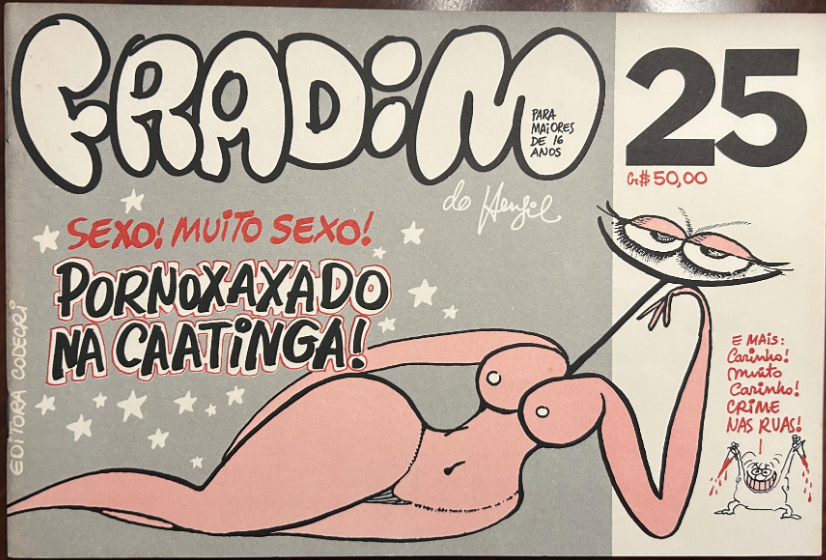 FRADiM
PARA
MAiORES
DE 16
ANOS
25
Cr$ 50,00
do Henfil
SEXO! MUiTO SEXO!
PORNOXAXADO
NA CAATiNGA!
EDITORA CODECRI
E MAiS:
Carinho!
muito
Carinho!
CRiME
NAS RUAS!